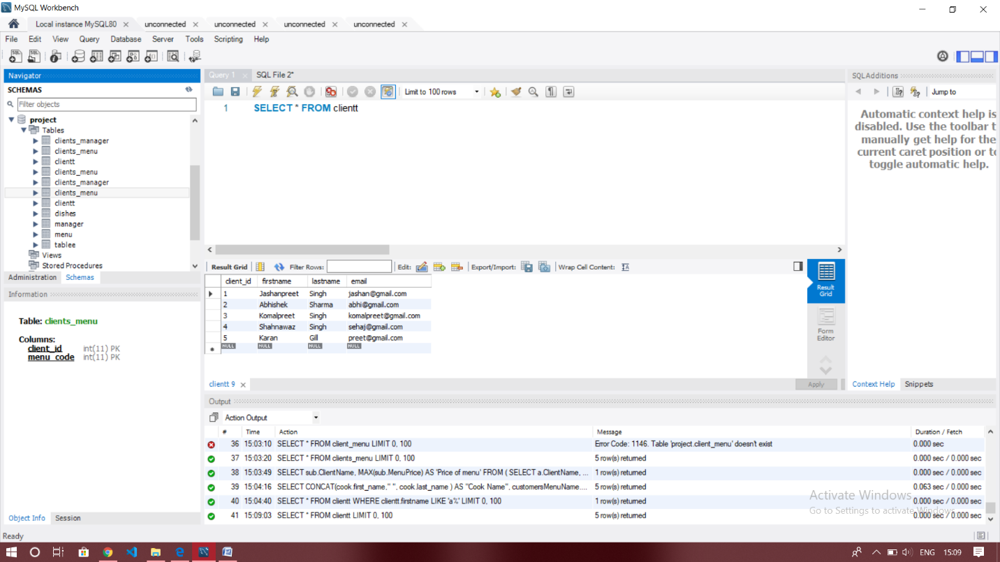 MySQL Workbench
Local instance MySQL80 unconnected unconnected unconnected unconnected
File Edit View Query Database Server Tools Scripting Help
Navigator
SCHEMAS
Filter objects
project
Tables
clients_manager
clients_menu
clientt
clients_menu
clients_manager
clients_menu
clientt
dishes
manager
menu
tablee
Views
Stored Procedures
Administration Schemas
Information
Table: clients_menu
Columns:
client_id int(11) PK
menu_code int(11) PK
Object Info Session
Query 1 SQL File 2*
Limit to 100 rows
1 SELECT * FROM clientt
Result Grid Filter Rows: Edit: Export/Import: Wrap Cell Content:
client_id firstname lastname email
1 Jashanpreet Singh jashan@gmail.com
2 Abhishek Sharma abhi@gmail.com
3 Komalpreet Singh komalpreet@gmail.com
4 Shahnawaz Singh sehaj@gmail.com
5 Karan Gill preet@gmail.com
NULL NULL NULL NULL
Result
Grid
Form
Editor
clientt 9
Apply
SQLAdditions
Jump to
Automatic context help is
disabled. Use the toolbar t
manually get help for the
current caret position or to
toggle automatic help.
Context Help Snippets
Output
Action Output
# Time Action Message Duration / Fetch
36 15:03:10 SELECT * FROM client_menu LIMIT 0, 100 Error Code: 1146. Table 'project.client_menu' doesn't exist 0.000 sec
37 15:03:20 SELECT * FROM clients_menu LIMIT 0, 100 5 row(s) returned 0.000 sec / 0.000 sec
38 15:03:49 SELECT sub.ClientName, MAX(sub.MenuPrice) AS 'Price of menu' FROM ( SELECT a.ClientName, ... 1 row(s) returned 0.000 sec / 0.000 sec
39 15:04:16 SELECT CONCAT(cook.first_name," ", cook.last_name ) AS "Cook Name", customersMenuName.... 5 row(s) returned 0.063 sec / 0.000 sec
40 15:04:40 SELECT * FROM clientt WHERE clientt.firstname LIKE 'a%' LIMIT 0, 100 1 row(s) returned 0.000 sec / 0.000 sec
41 15:09:03 SELECT * FROM clientt LIMIT 0, 100 5 row(s) returned 0.000 sec / 0.000 sec
Activate Windows
Go to Settings to activate Windows.
Ready
ENG 15:09